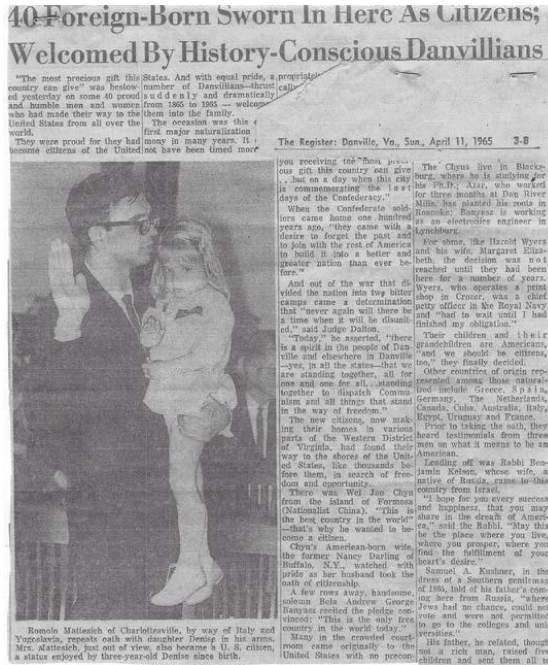 40 Foreign-Born Sworn In Here As Citizens;
Welcomed By History-Conscious Danvillians
"The most precious gift this
country can give" was bestow-
ed yesterday on some 40 proud
and humble men and women
who had made their way to the
United States from all over the
world.
They were proud for they had
become citizens of the United
States. And with equal pride, a
number of Danvillians—thrust
suddenly and dramatically
from 1865 to 1965 — welcom
them into the family.
The occasion was this
first major naturalization
mony in many years. It
not have been timed more
propriatel
call
The Register: Danville, Va., Sun., April 11, 1965 3-B
you receiving the "most
ous gift this country can give
...but on a day when this city
is commemorating the last
days of the Confederacy."
When the Confederate sold-
iers came home one hundred
years ago, "they came with a
desire to forget the past and
to join with the rest of America
to build it into a better and
greater nation than ever be-
fore."
And out of the war that di-
vided the nation into two bitter
camps came a determination
that "never again will there be
a time when it will be disunit-
ed," said Judge Dalton.
"Today," he asserted, "there
is a spirit in the people of Dan-
ville and elsewhere in Danville
—yes, in all the states—that we
are standing together, all for
one and one for all...standing
together to dispatch Commu-
nism and all things that stand
in the way of freedom."
The new citizens, now mak-
ing their homes in various
parts of the Western District
of Virginia, had found their
way to the shores of the Unit-
ed States, like thousands be-
fore them, in search of free-
dom and opportunity.
There was Wei Jao Chyu
from the island of Formosa
(Nationalist China). "This is
the best country in the world"
—that's why he wanted to be-
come a citizen.
Chyu's American-born wife,
the former Nancy Darling of
Buffalo, N.Y., watched with
pride as her husband took the
oath of citizenship.
A few rows away, handsome,
solemn Bela Andrew George
Banyasz recited the pledge con-
vinced: "This is the only free
country in the world today."
Many in the crowded court-
room came originally to the
United States with no precon-
The Chyus live in Blacks-
burg, where he is studying for
his Ph.D.; Azar, who worked
for three months at Dan River
Mills, has planted his roots in
Roanoke; Banyasz is working
as an electronics engineer in
Lynchburg.
For some, like Harold Wyers
and his wife, Margaret Eliza-
beth, the decision was not
reached until they had been
here for a number of years.
Wyers, who operates a print
shop in Crozet, was a chief
petty officer in the Royal Navy
and "had to wait until I had
finished my obligation."
Their children and their
grandchildren are Americans,
"and we should be citizens,
too," they finally decided.
Other countries of origin rep-
resented among those natural-
ized include Greece, Spain,
Germany, The Netherlands,
Canada, Cuba, Australia, Italy,
Egypt, Uruguay and France.
Prior to taking the oath, they
heard testimonials from three
men on what it means to be an
American.
Leading off was Rabbi Ben-
jamin Kelson, whose wife, a
native of Russia, came to this
country from Israel.
"I hope for you every success
and happiness, that you may
share in the dream of Ameri-
ca," said the Rabbi. "May this
be the place where you live,
where you prosper, where you
find the fulfillment of your
heart's desire."
Samuel A. Kushner, in the
dress of a Southern gentleman
of 1865, told of his father's com-
ing here from Russia, "where
Jews had no chance, could not
vote and were not permitted
to go to the colleges and uni-
versities."
His father, he related, though
not a rich man, raised five
children and sent them all
Romolo Mattesich of Charlottesville, by way of Italy and
Yugoslavia, repeats oath with daughter Denise in his arms.
Mrs. Mattesich, just out of view, also became a U. S. citizen,
a status enjoyed by three-year-old Denise since birth.